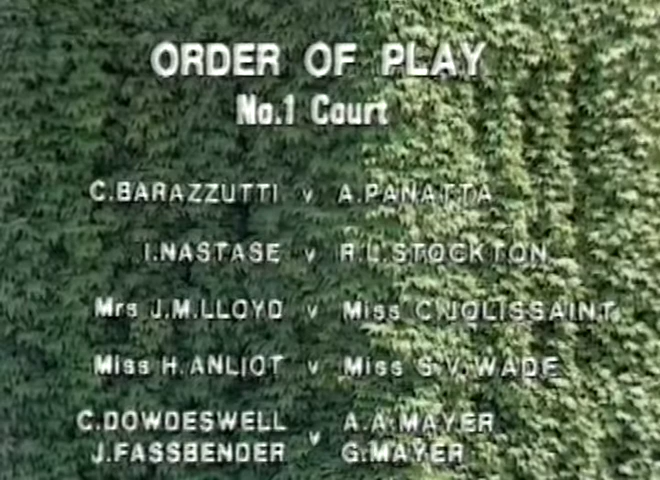 ORDER OF PLAY
No.1 Court
C.BARAZZUTTI v A.PANATTA
I.NASTASE v R.L.STOCKTON
Mrs J.M.LLOYD v Miss C.JOLISSAINT
Miss H.ANLIOT v Miss S.V.WADE
C.DOWDESWELL
J.FASSBENDER
v
A.A.MAYER
G.MAYER